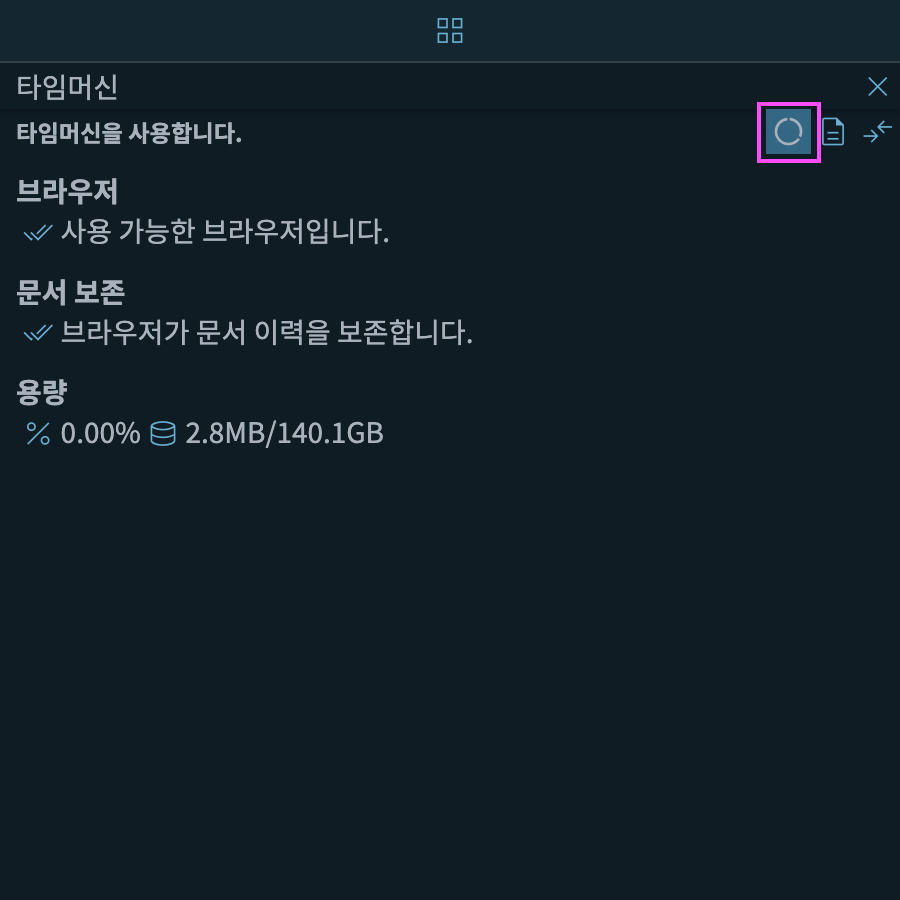 타임머신
타임머신을 사용합니다.
브라우저
사용 가능한 브라우저입니다.
문서 보존
브라우저가 문서 이력을 보존합니다.
용량
0.00% 2.8MB/140.1GB